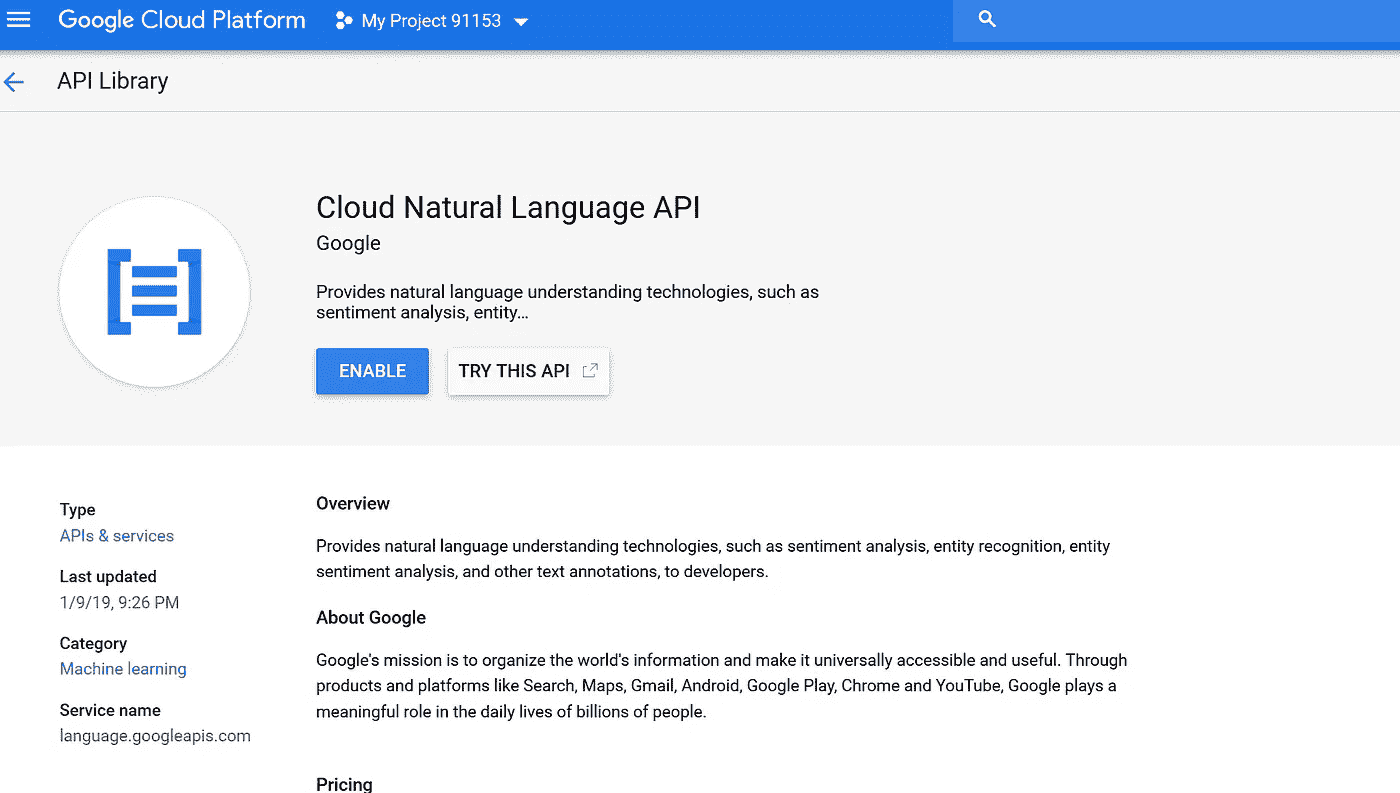 Google Cloud Platform My Project 91153
API Library
Cloud Natural Language API
Google
Provides natural language understanding technologies, such as
sentiment analysis, entity...
ENABLE TRY THIS API
Type
APIs & services
Last updated
1/9/19, 9:26 PM
Category
Machine learning
Service name
language.googleapis.com
Overview
Provides natural language understanding technologies, such as sentiment analysis, entity recognition, entity
sentiment analysis, and other text annotations, to developers.
About Google
Google's mission is to organize the world's information and make it universally accessible and useful. Through
products and platforms like Search, Maps, Gmail, Android, Google Play, Chrome and YouTube, Google plays a
meaningful role in the daily lives of billions of people.
Pricing